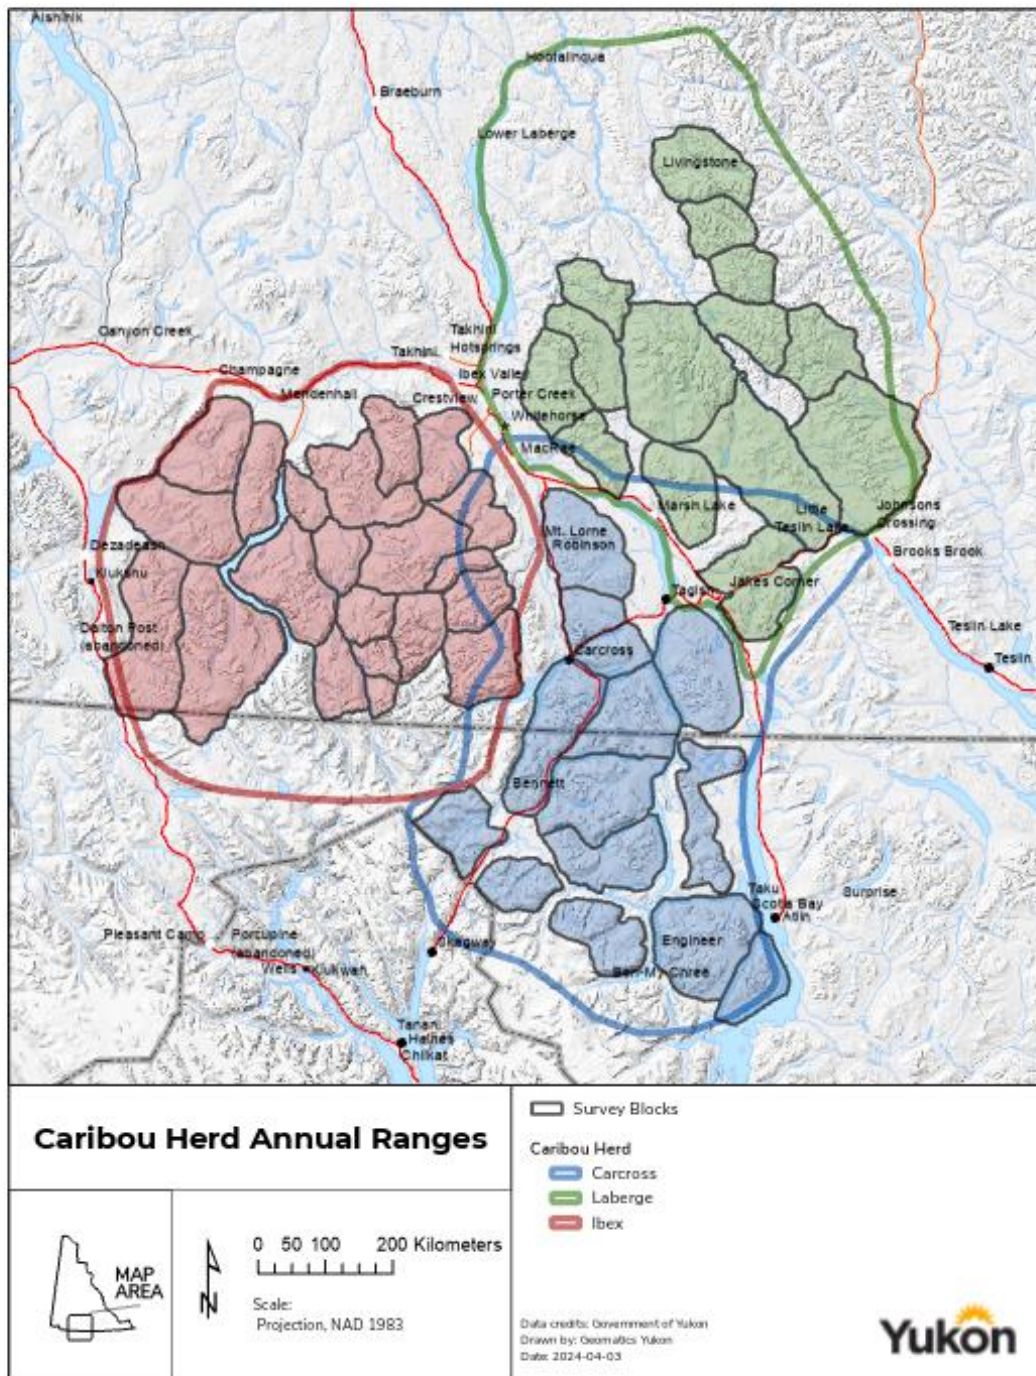 Aishihik
Hootalinqua
Braeburn
Lower Laberge
Livingstone
Canyon Creek
Takhini
Hotsprings
Takhini
Champagne
Ibex Valley
Mendenhall
Crestview
Porter Creek
Whitehorse
MacRae
Marsh Lake
Little
Teslin Lake
Johnsons
Crossing
Mt. Lorne
Robinson
Dezadeash
Brooks Brook
Klukshu
Jakes Corner
Tagish
Dalton Post
(abandoned)
Teslin Lake
Carcross
Teslin
Bennett
Taku
Scotia Bay
Surprise
Atlin
Pleasant Camp
Porcupine
(abandoned)
Skagway
Engineer
Wells
Klukwan
Ben-My-Chree
Tanani
Haines
Chilkat
Caribou Herd Annual Ranges
Survey Blocks
Caribou Herd
Carcross
Laberge
Ibex
MAP
AREA
N
0 50 100 200 Kilometers
Scale:
Projection, NAD 1983
Data credits: Government of Yukon
Drawn by: Geomatics Yukon
Date: 2024-04-03
Yukon